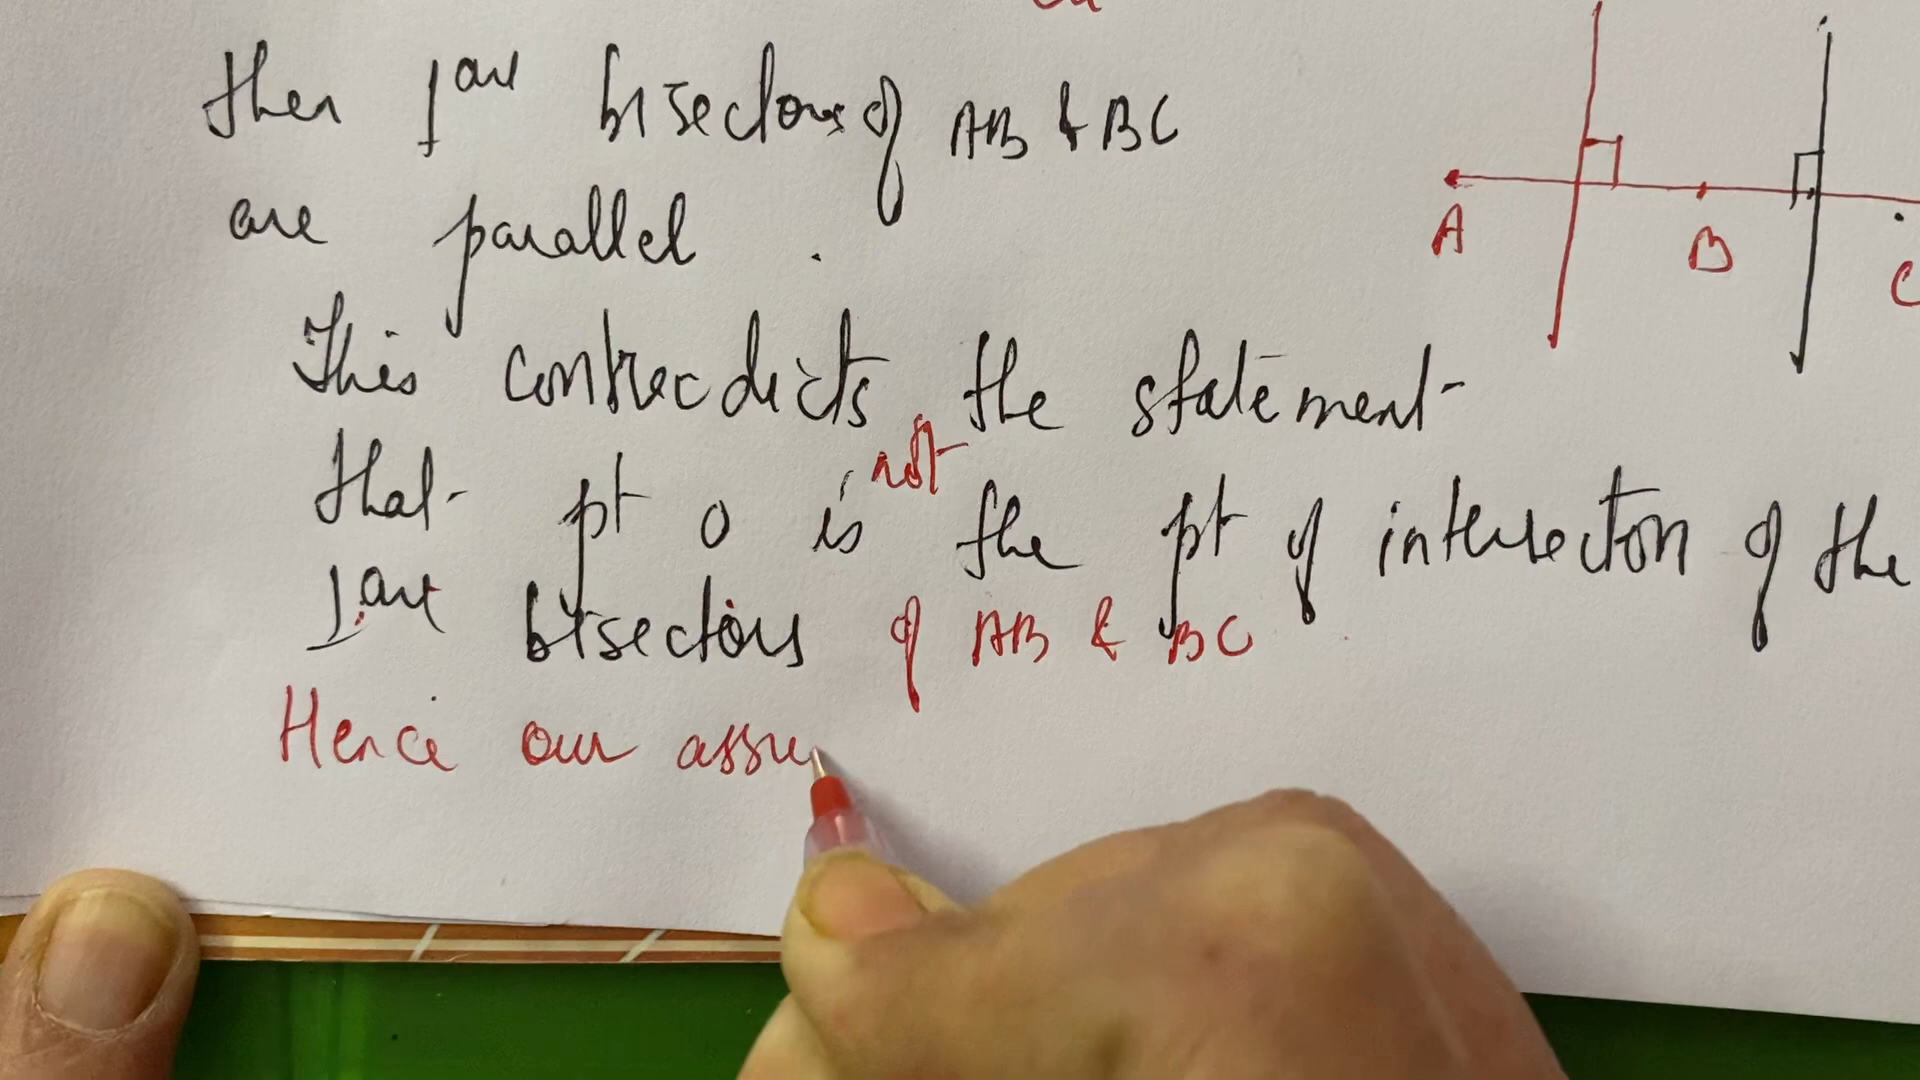 then ⊥ar bisectors of AB & BC
are parallel .
This contradicts the statement
that pt O is not the pt of intersection of the
⊥ar bisectors of AB & BC
Hence our assu
A
B
C